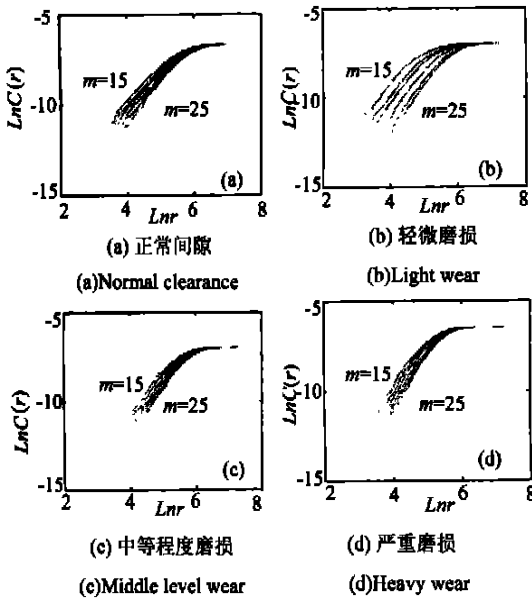 -5
-10
-15
LnC(r)
m=15
m=25
(a)
2
4
6
8
Lnr
(a) 正常间隙
(a)Normal clearance
-5
-10
-15
LnC(r)
m=15
m=25
(b)
2
4
6
8
Lnr
(b) 轻微磨损
(b)Light wear
-5
-10
-15
LnC(r)
m=15
m=25
(c)
2
4
6
8
Lnr
(c) 中等程度磨损
(c)Middle level wear
-5
-10
-15
LnC(r)
m=15
m=25
(d)
2
4
6
8
Lnr
(d) 严重磨损
(d)Heavy wear